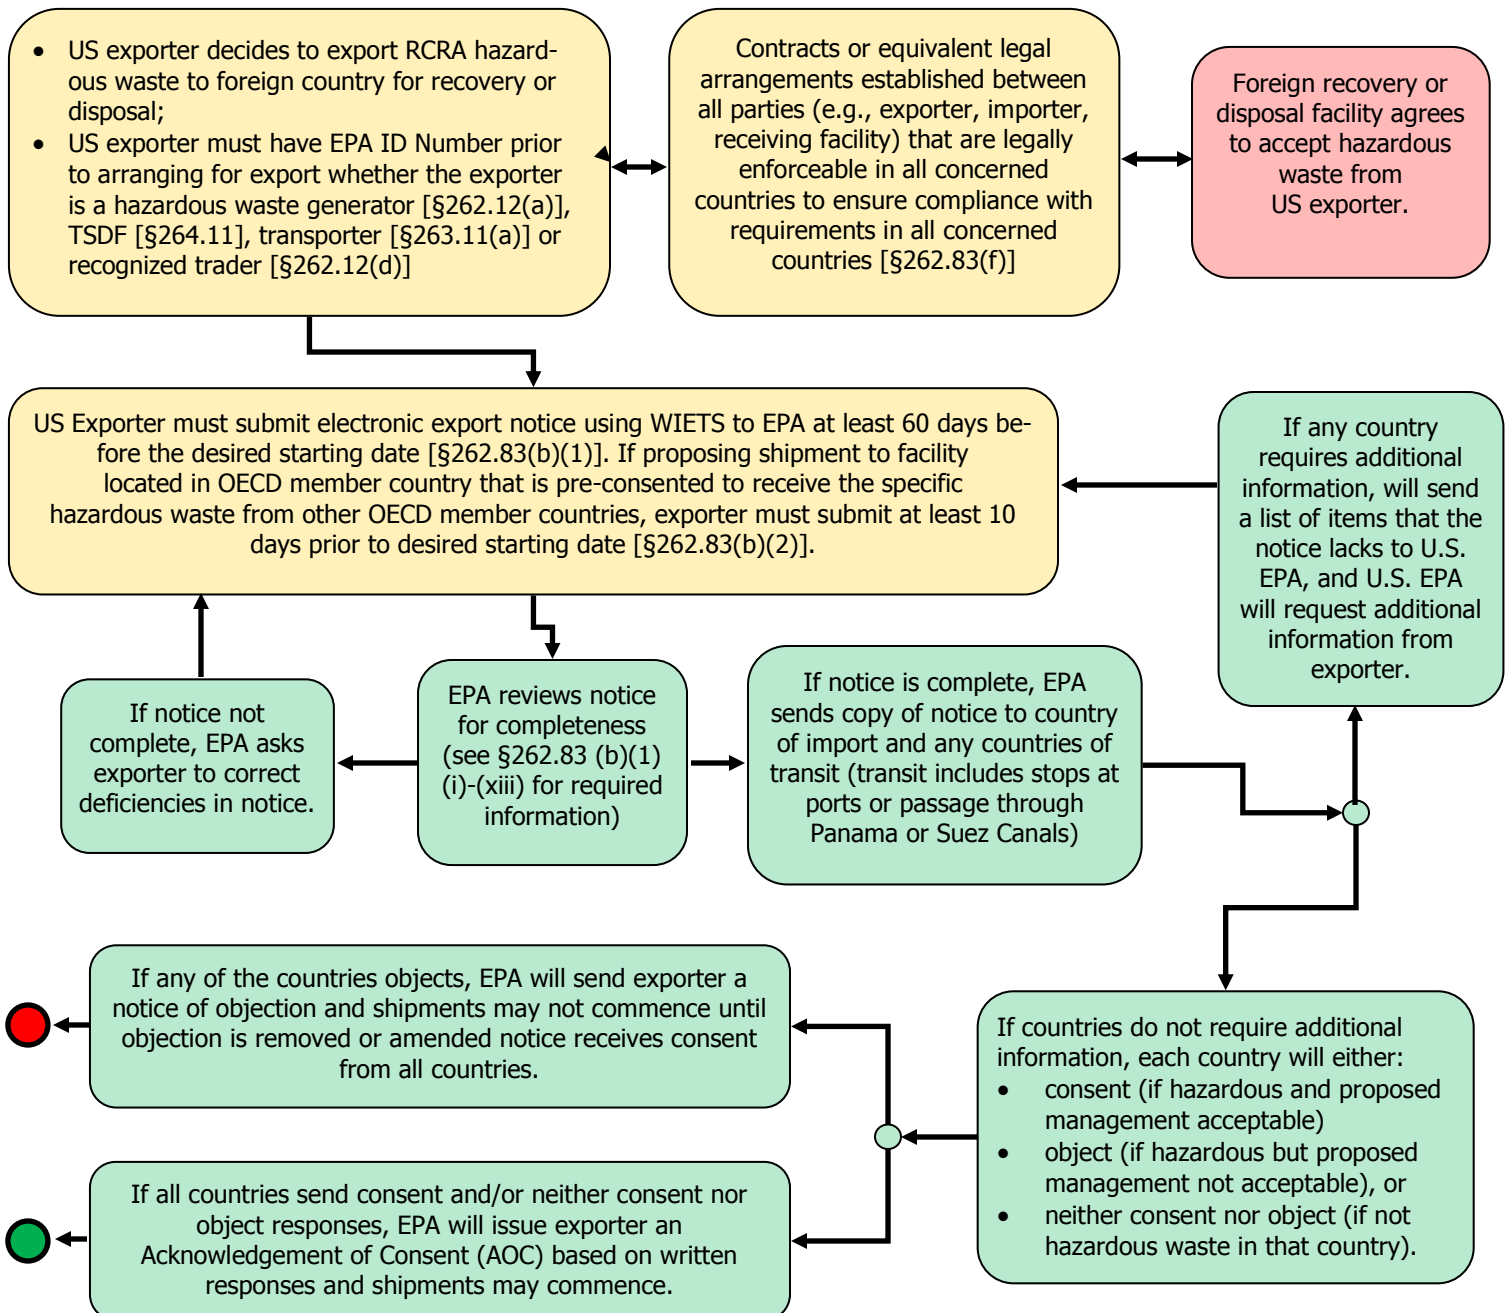 • US exporter decides to export RCRA hazard-
ous waste to foreign country for recovery or
disposal;
• US exporter must have EPA ID Number prior
to arranging for export whether the exporter
is a hazardous waste generator [§262.12(a)],
TSDF [§264.11], transporter [§263.11(a)] or
recognized trader [§262.12(d)]
Contracts or equivalent legal
arrangements established between
all parties (e.g., exporter, importer,
receiving facility) that are legally
enforceable in all concerned
countries to ensure compliance with
requirements in all concerned
countries [§262.83(f)]
Foreign recovery or
disposal facility agrees
to accept hazardous
waste from
US exporter.
US Exporter must submit electronic export notice using WIETS to EPA at least 60 days be-
fore the desired starting date [§262.83(b)(1)]. If proposing shipment to facility
located in OECD member country that is pre-consented to receive the specific
hazardous waste from other OECD member countries, exporter must submit at least 10
days prior to desired starting date [§262.83(b)(2)].
If any country
requires additional
information, will send
a list of items that the
notice lacks to U.S.
EPA, and U.S. EPA
will request additional
information from
exporter.
If notice not
complete, EPA asks
exporter to correct
deficiencies in notice.
EPA reviews notice
for completeness
(see §262.83 (b)(1)
(i)-(xiii) for required
information)
If notice is complete, EPA
sends copy of notice to country
of import and any countries of
transit (transit includes stops at
ports or passage through
Panama or Suez Canals)
If any of the countries objects, EPA will send exporter a
notice of objection and shipments may not commence until
objection is removed or amended notice receives consent
from all countries.
If countries do not require additional
information, each country will either:
• consent (if hazardous and proposed
management acceptable)
• object (if hazardous but proposed
management not acceptable), or
• neither consent nor object (if not
hazardous waste in that country).
If all countries send consent and/or neither consent nor
object responses, EPA will issue exporter an
Acknowledgement of Consent (AOC) based on written
responses and shipments may commence.